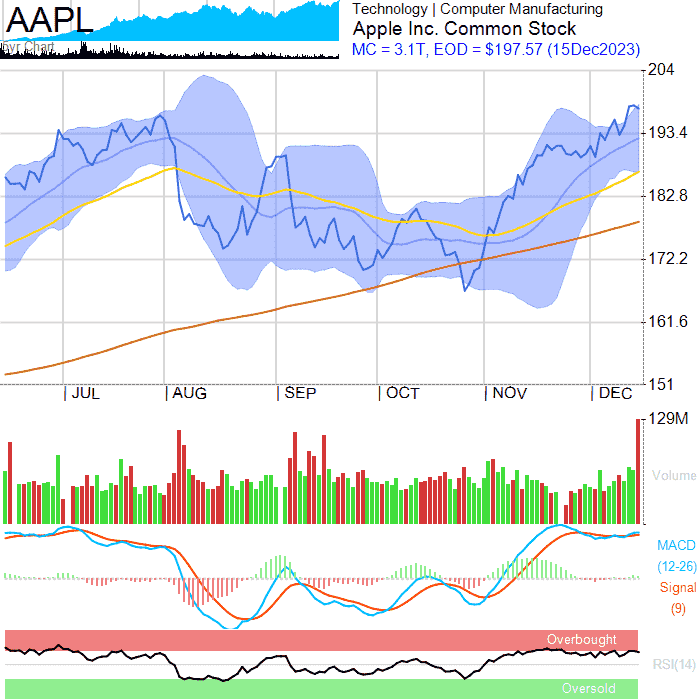 AAPL
Technology | Computer Manufacturing
Apple Inc. Common Stock
MC = 3.1T, EOD = $197.57 (15Dec2023)
Chart
204
193.4
182.8
172.2
161.6
151
JUL
AUG
SEP
OCT
NOV
DEC
129M
Volume
MACD
(12-26)
Signal
(9)
Overbought
RSI(14)
Oversold